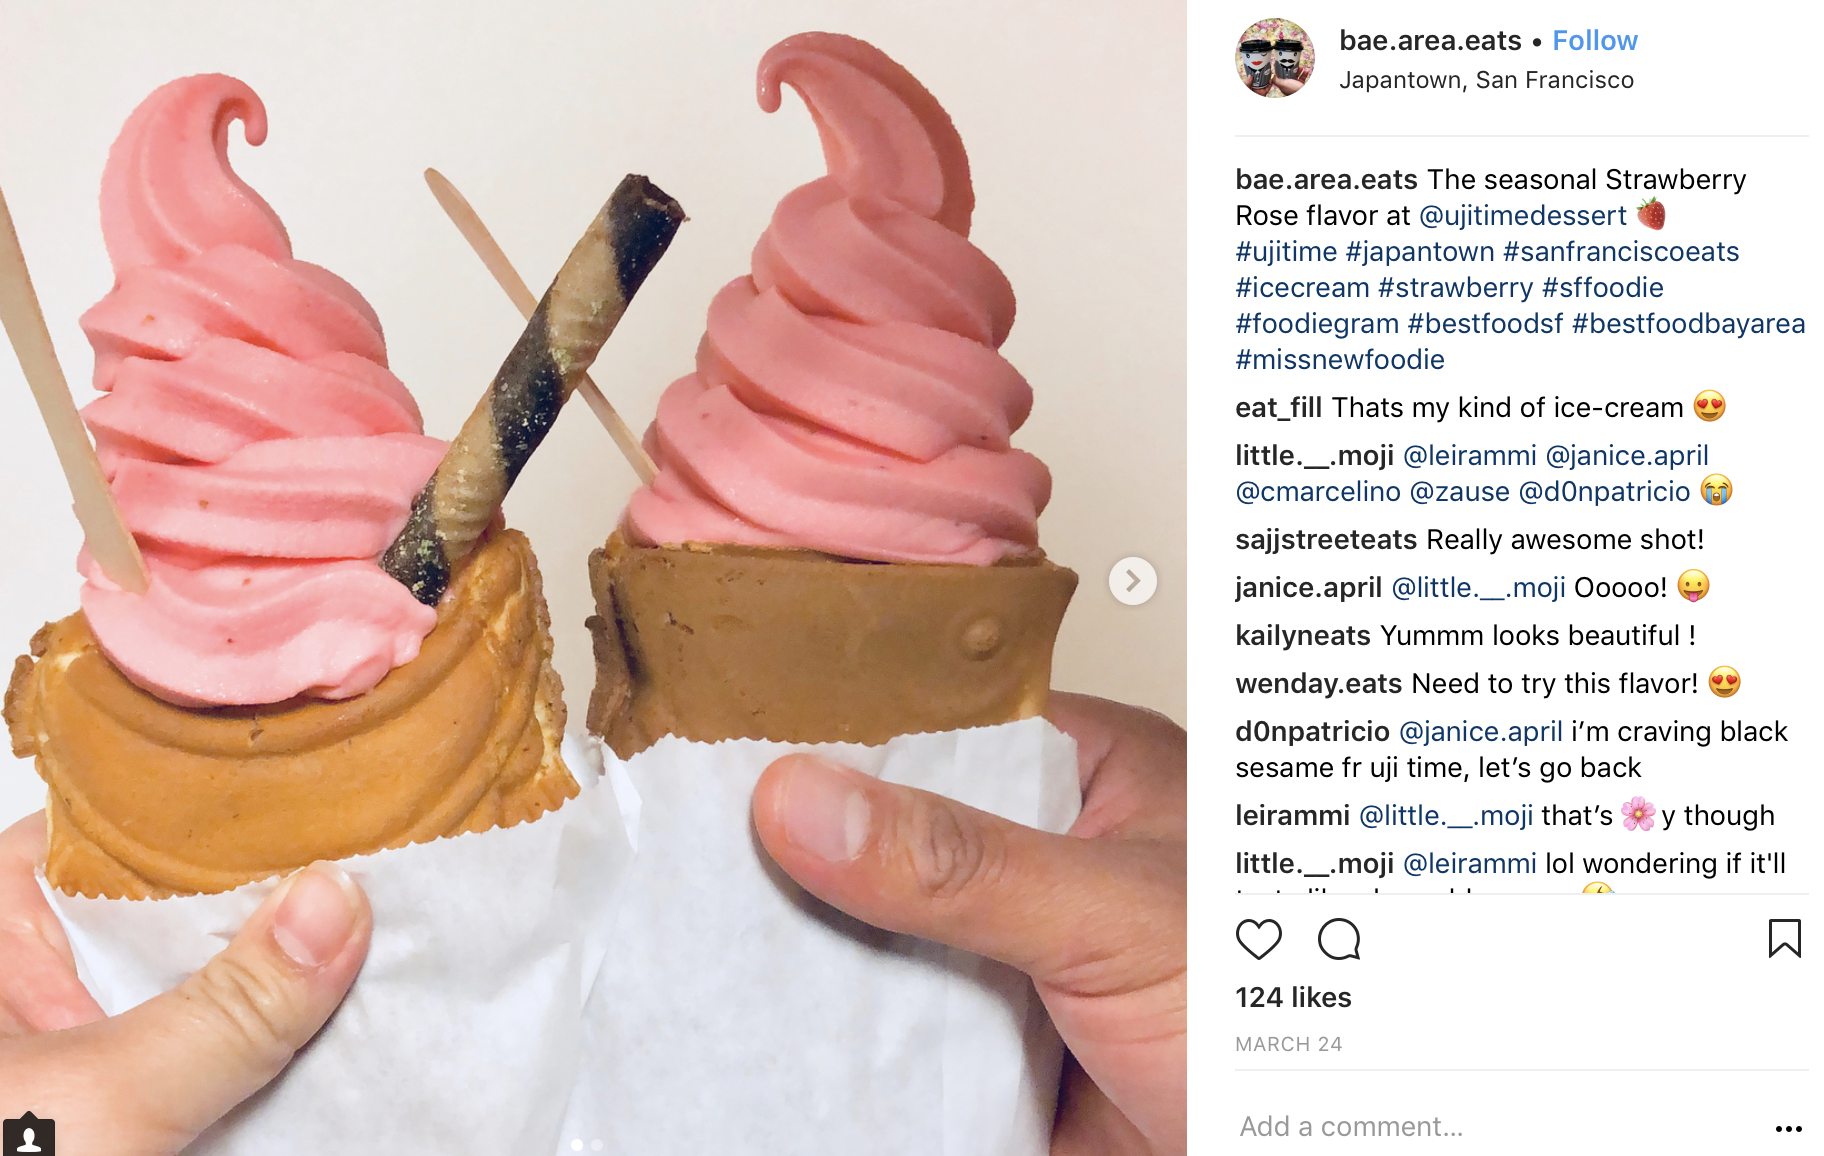 bae.area.eats • Follow
Japantown, San Francisco
bae.area.eats The seasonal Strawberry
Rose flavor at @ujitimedessert 🍓
#ujitime #japantown #sanfranciscoeats
#icecream #strawberry #sffoodie
#foodiegram #bestfoodsf #bestfoodbayarea
#missnewfoodie
eat_fill Thats my kind of ice-cream 😍
little.__.moji @leirammi @janice.april
@cmarcelino @zause @d0npatricio 😭
sajjstreeteats Really awesome shot!
janice.april @little.__.moji Ooooo! 😛
kailyneats Yummm looks beautiful !
wenday.eats Need to try this flavor! 😍
d0npatricio @janice.april i’m craving black
sesame fr uji time, let’s go back
leirammi @little.__.moji that’s 🌸 y though
little.__.moji @leirammi lol wondering if it'll
124 likes
MARCH 24
Add a comment...